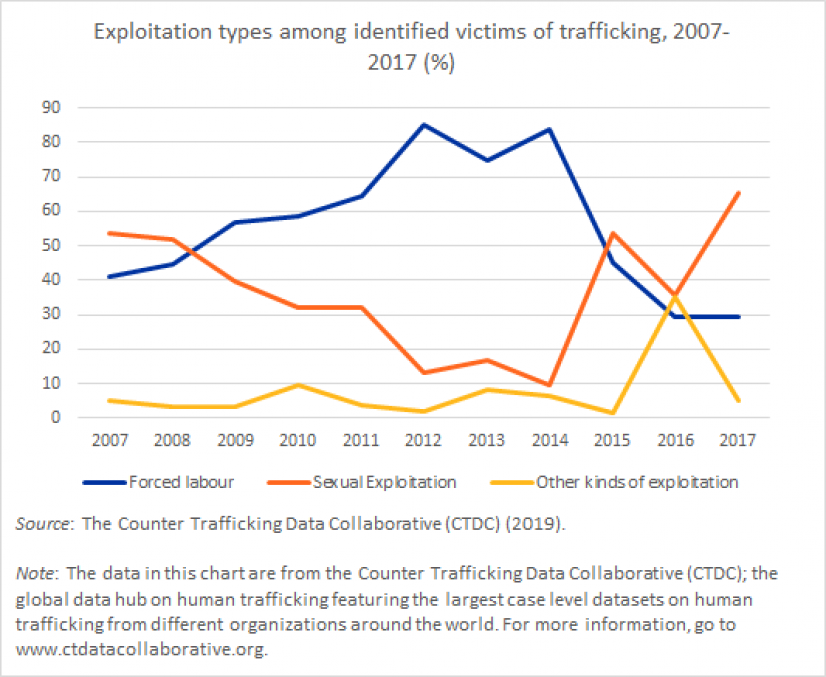 Exploitation types among identified victims of trafficking, 2007-
2017 (%)
90
80
70
60
50
40
30
20
10
0
2007 2008 2009 2010 2011 2012 2013 2014 2015 2016 2017
Forced labour Sexual Exploitation Other kinds of exploitation
Source: The Counter Trafficking Data Collaborative (CTDC) (2019).
Note: The data in this chart are from the Counter Trafficking Data Collaborative (CTDC); the
global data hub on human trafficking featuring the largest case level datasets on human
trafficking from different organizations around the world. For more information, go to
www.ctdatacollaborative.org.